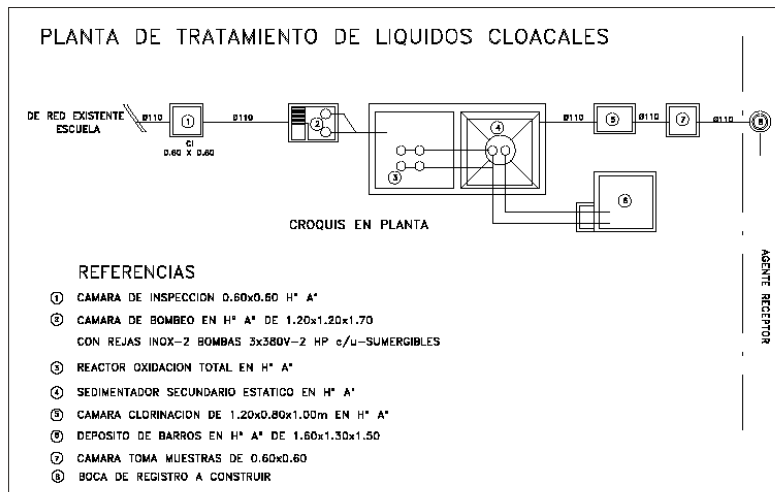 PLANTA DE TRATAMIENTO DE LIQUIDOS CLOACALES
DE RED EXISTENTE
ESCUELA
Ø110
1
CI
0.60 X 0.60
Ø110
2
3
4
Ø110
5
Ø110
7
Ø110
8
6
CROQUIS EN PLANTA
AGENTE RECEPTOR
REFERENCIAS
1 CAMARA DE INSPECCION 0.60x0.60 H° A°
2 CAMARA DE BOMBEO EN H° A° DE 1.20x1.20x1.70
CON REJAS INOX-2 BOMBAS 3x380V-2 HP c/u-SUMERGIBLES
3 REACTOR OXIDACION TOTAL EN H° A°
4 SEDIMENTADOR SECUNDARIO ESTATICO EN H° A°
5 CAMARA CLORINACION DE 1.20x0.80x1.00m EN H° A°
6 DEPOSITO DE BARROS EN H° A° DE 1.60x1.30x1.50
7 CAMARA TOMA MUESTRAS DE 0.60x0.60
8 BOCA DE REGISTRO A CONSTRUIR